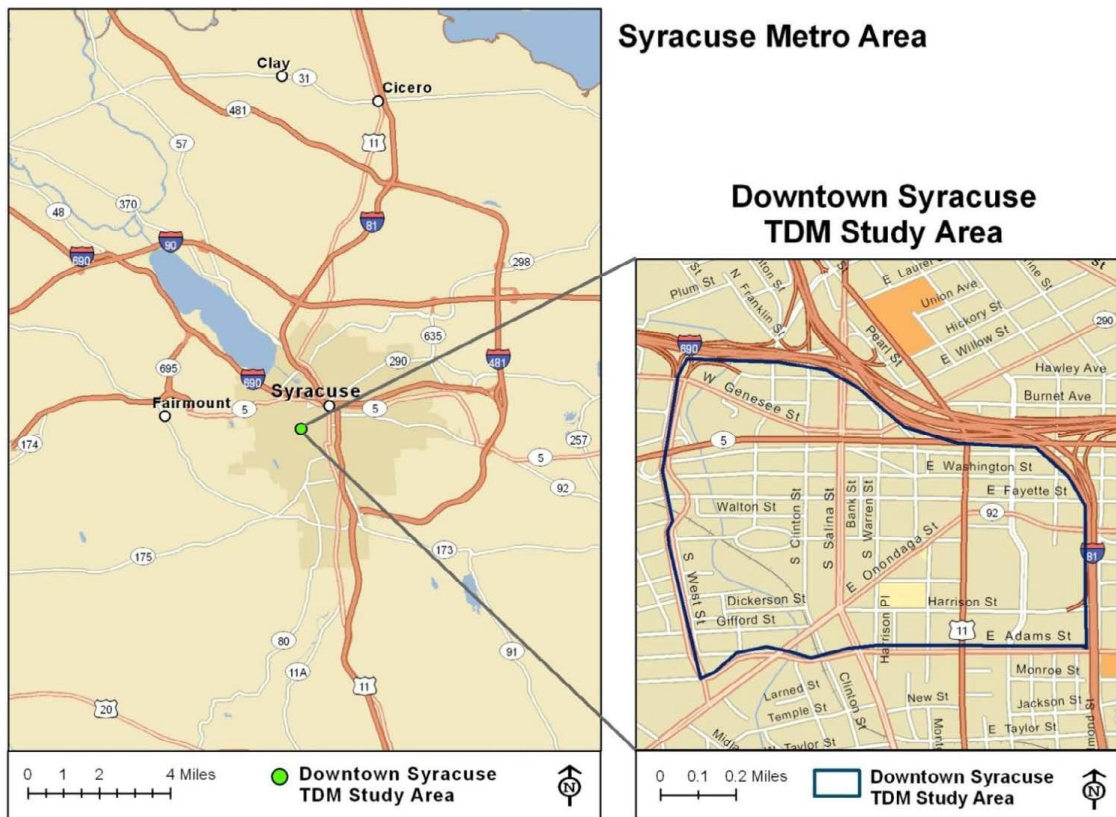 Syracuse Metro Area
Clay
31
Cicero
481
11
57
370
48
81
90
690
298
635
290
481
695
690
Syracuse
Fairmount
5
5
174
257
5
92
173
175
80
91
11A
11
20
0 1 2 4 Miles
Downtown Syracuse
TDM Study Area
N
Downtown Syracuse
TDM Study Area
E Laurel
Plum St
N Franklin St
Union Ave
Hickory St
290
Pearl St
E Willow St
690
Hawley Ave
W Genesee St
Burnet Ave
5
E Washington St
E Fayette St
Walton St
S Clinton St
S Salina St
Bank St
S Warren St
92
E Onondaga St
81
S West St
Dickerson St
Harrison St
Gifford St
Harrison Pl
11
E Adams St
Monroe St
Larned St
New St
Jackson St
Temple St
Clinton St
E Taylor St
W Taylor St
0 0.1 0.2 Miles
Downtown Syracuse
TDM Study Area
N